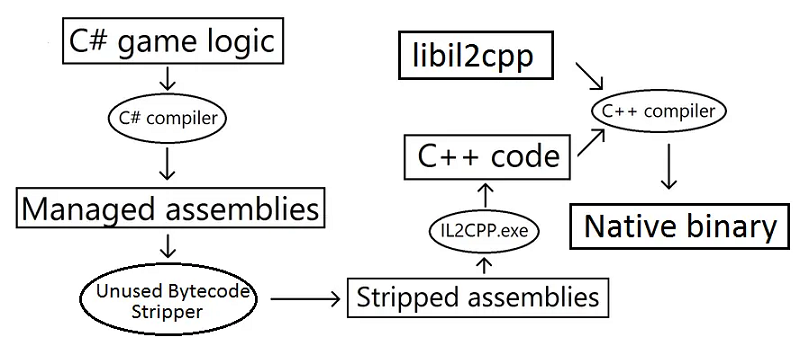 C# game logic
C# compiler
Managed assemblies
Unused Bytecode
Stripper
Stripped assemblies
IL2CPP.exe
C++ code
libil2cpp
C++ compiler
Native binary